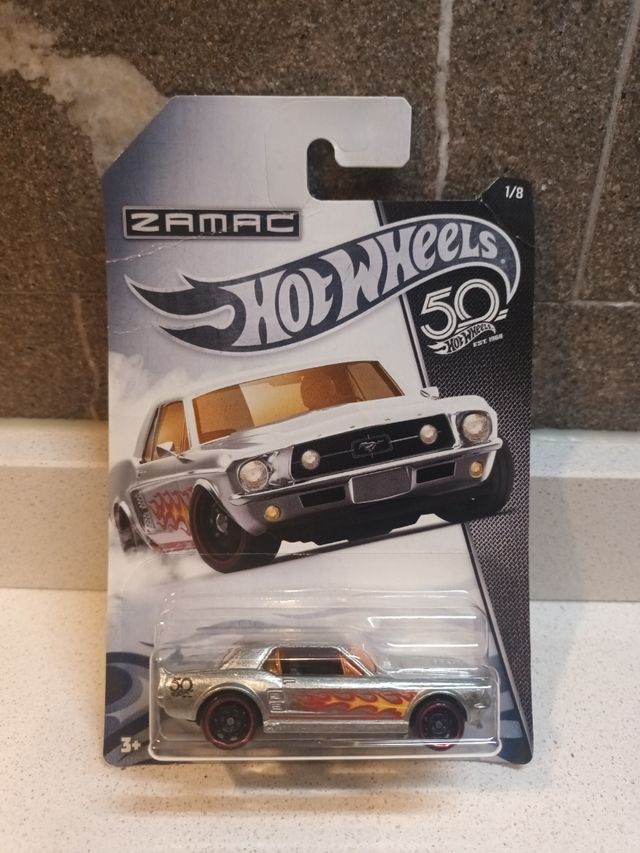 1/8
ZAMAC
HOT WHEELS
50
HOT WHEELS
EST. 1968
50
3+